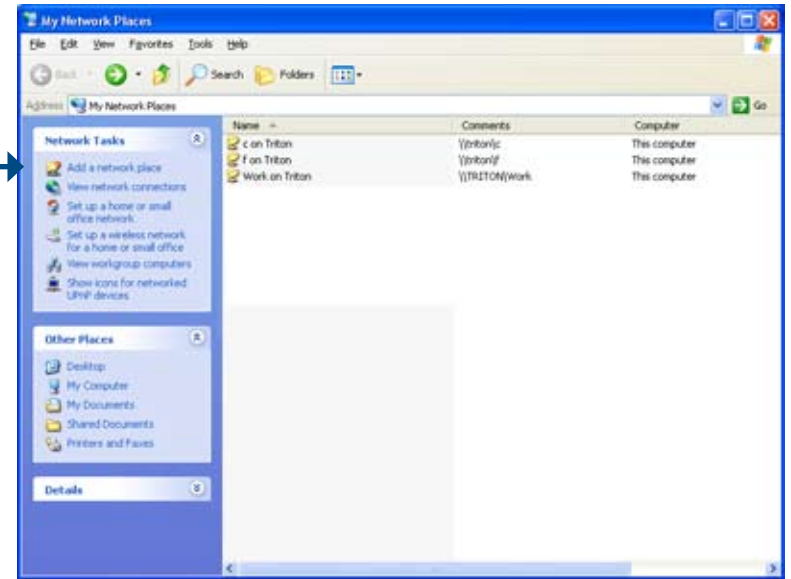 My Network Places
File Edit View Favorites Tools Help
Back Search Folders
Address My Network Places Go
Network Tasks
Add a network place
View network connections
Set up a home or small
office network
Set up a wireless network
for a home or small office
View workgroup computers
Show icons for networked
UPnP devices
Other Places
Desktop
My Computer
My Documents
Shared Documents
Printers and Faxes
Details
Name Comments Computer
c on Triton \\triton\c This computer
f on Triton \\triton\f This computer
Work on Triton \\TRITON\Work This computer